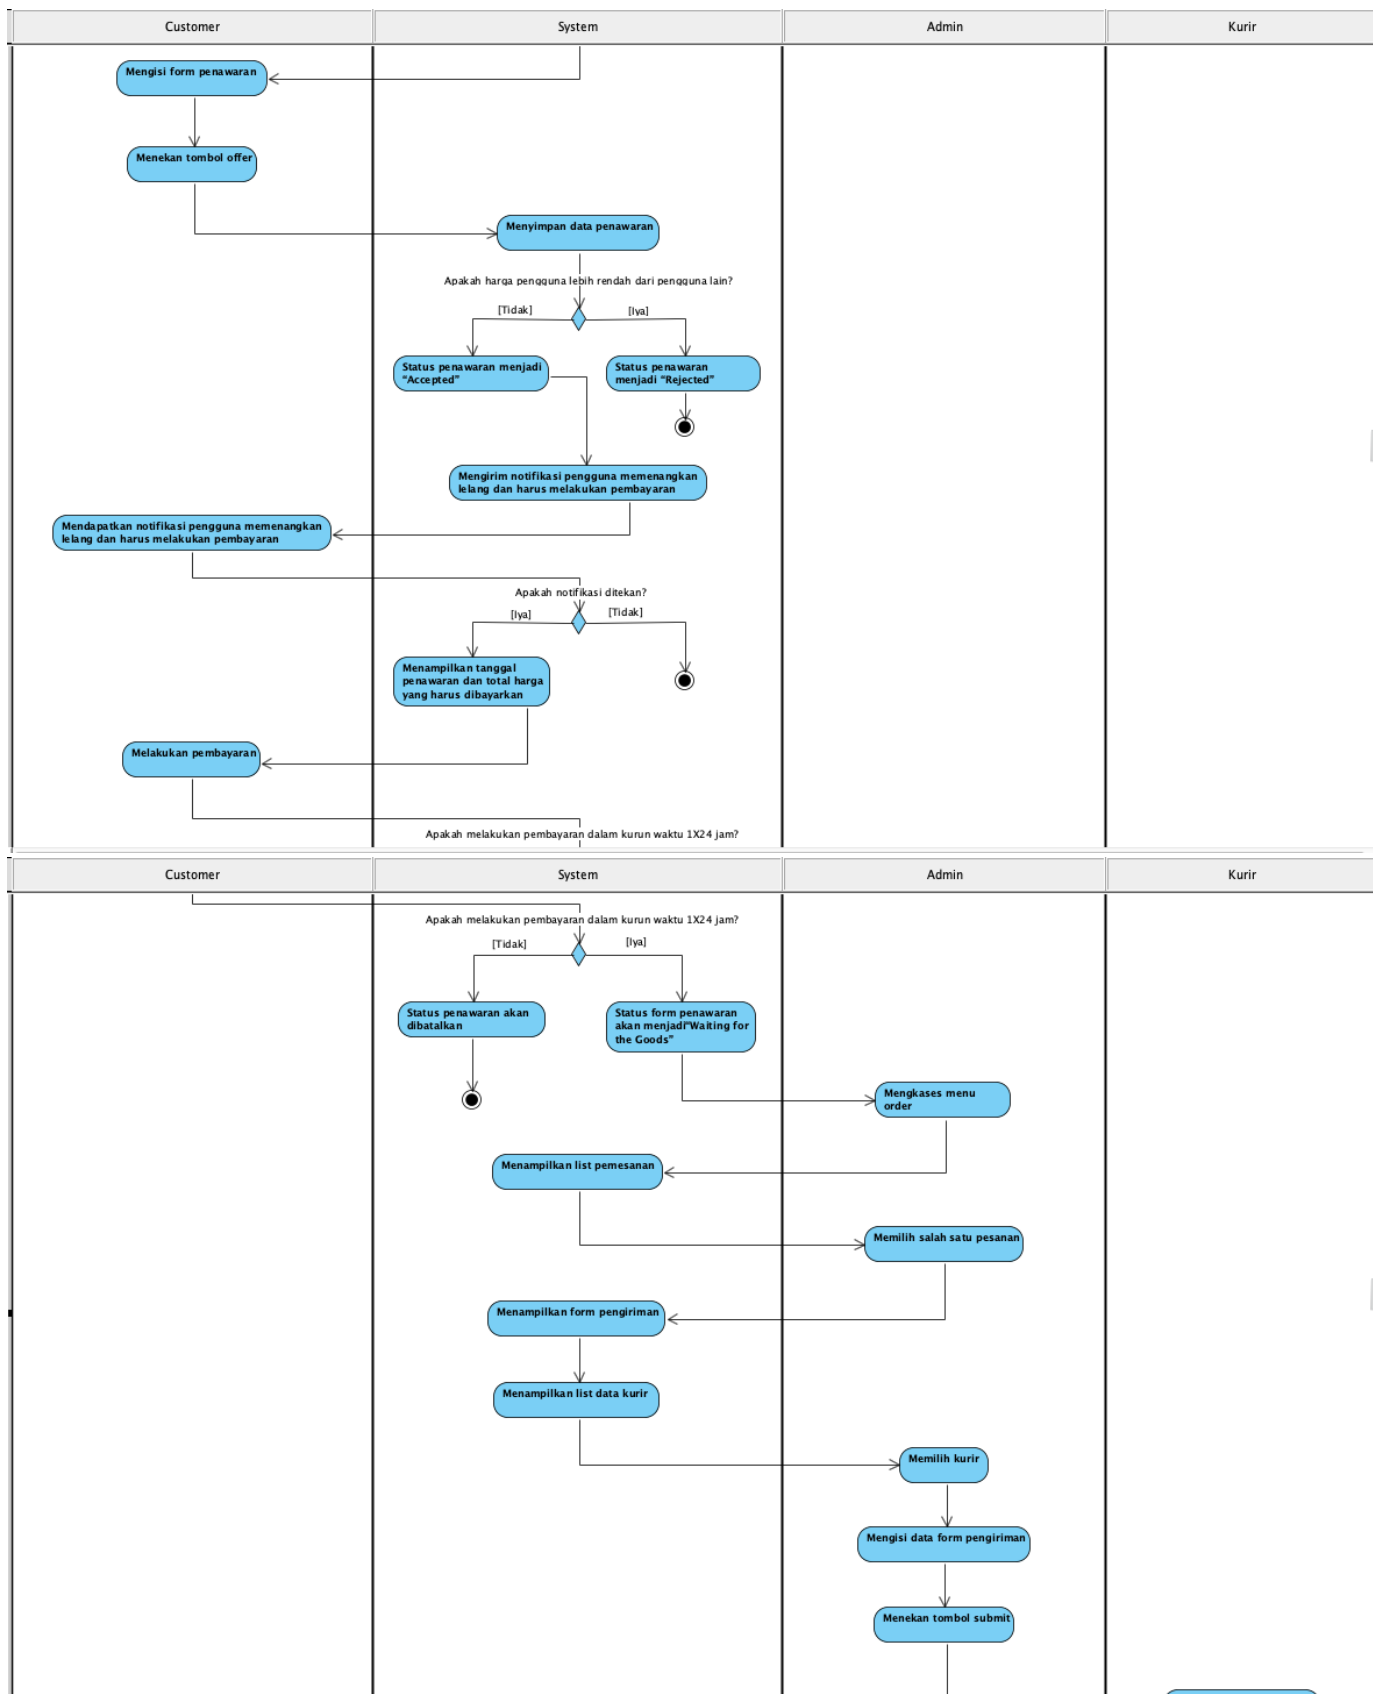 Customer
System
Admin
Kurir
Mengisi form penawaran
Menekan tombol offer
Menyimpan data penawaran
Apakah harga pengguna lebih rendah dari pengguna lain?
[Tidak]
[Iya]
Status penawaran menjadi
“Accepted”
Status penawaran
menjadi “Rejected”
Mengirim notifikasi pengguna memenangkan
lelang dan harus melakukan pembayaran
Mendapatkan notifikasi pengguna memenangkan
lelang dan harus melakukan pembayaran
Apakah notifikasi ditekan?
[Iya]
[Tidak]
Menampilkan tanggal
penawaran dan total harga
yang harus dibayarkan
Melakukan pembayaran
Apakah melakukan pembayaran dalam kurun waktu 1X24 jam?
Customer
System
Admin
Kurir
Apakah melakukan pembayaran dalam kurun waktu 1X24 jam?
[Tidak]
[Iya]
Status penawaran akan
dibatalkan
Status form penawaran
akan menjadi“Waiting for
the Goods”
Mengkases menu
order
Menampilkan list pemesanan
Memilih salah satu pesanan
Menampilkan form pengiriman
Menampilkan list data kurir
Memilih kurir
Mengisi data form pengiriman
Menekan tombol submit